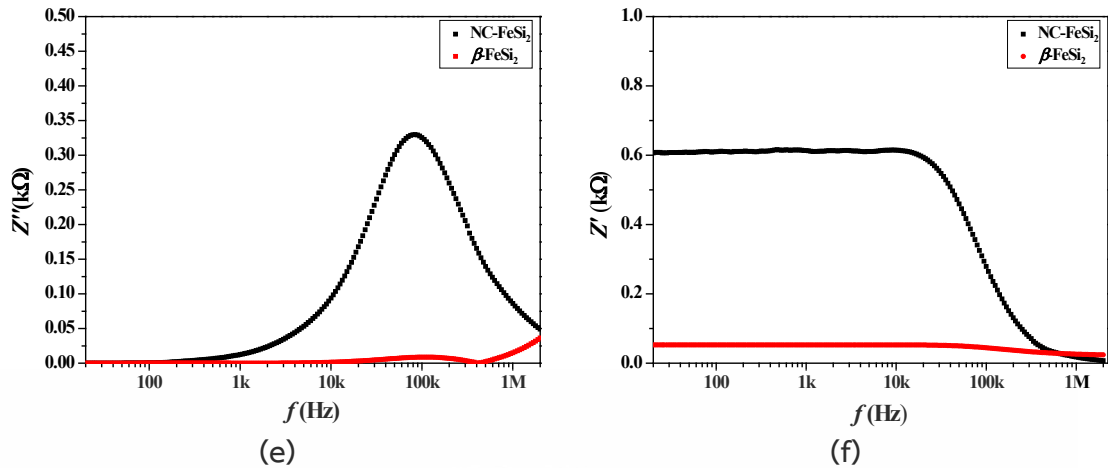 0.50
0.45
0.40
0.35
0.30
0.25
0.20
0.15
0.10
0.05
0.00
Z''(kΩ)
NC-FeSi₂
β-FeSi₂
100
1k
10k
100k
1M
f (Hz)
(e)
1.0
0.8
0.6
0.4
0.2
0.0
Z' (kΩ)
NC-FeSi₂
β-FeSi₂
100
1k
10k
100k
1M
f (Hz)
(f)